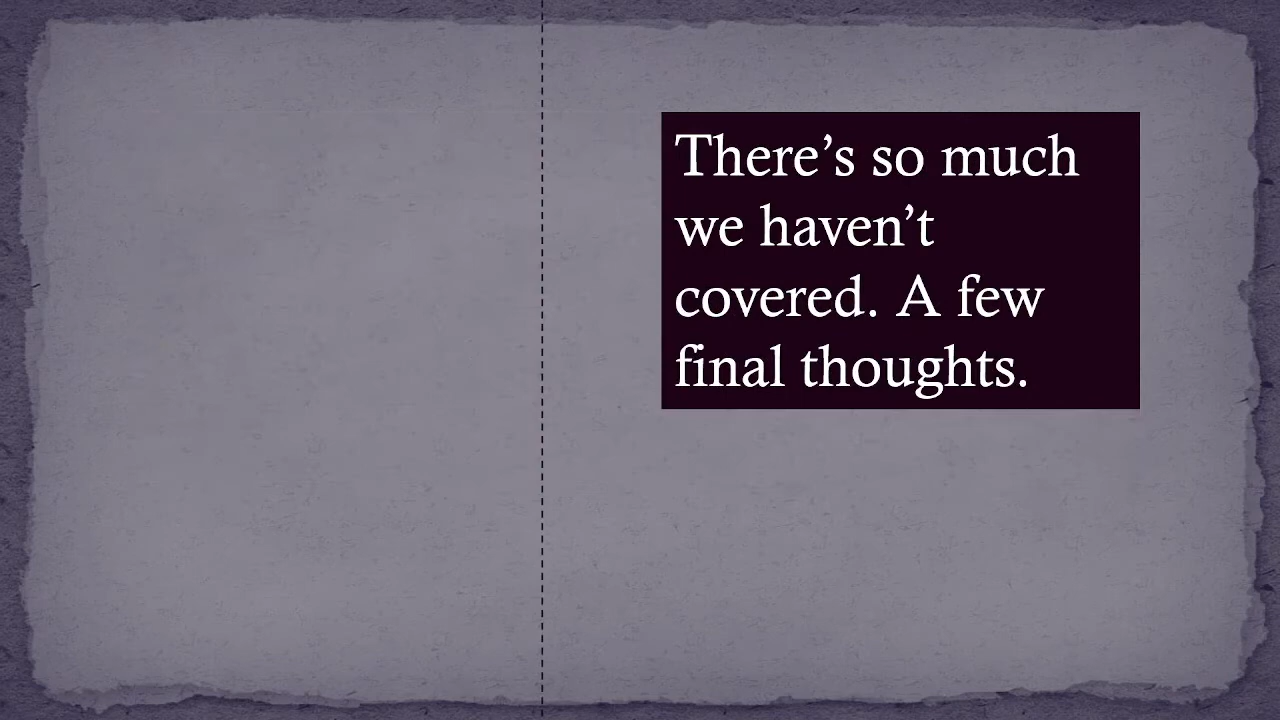 There’s so much
we haven’t
covered. A few
final thoughts.